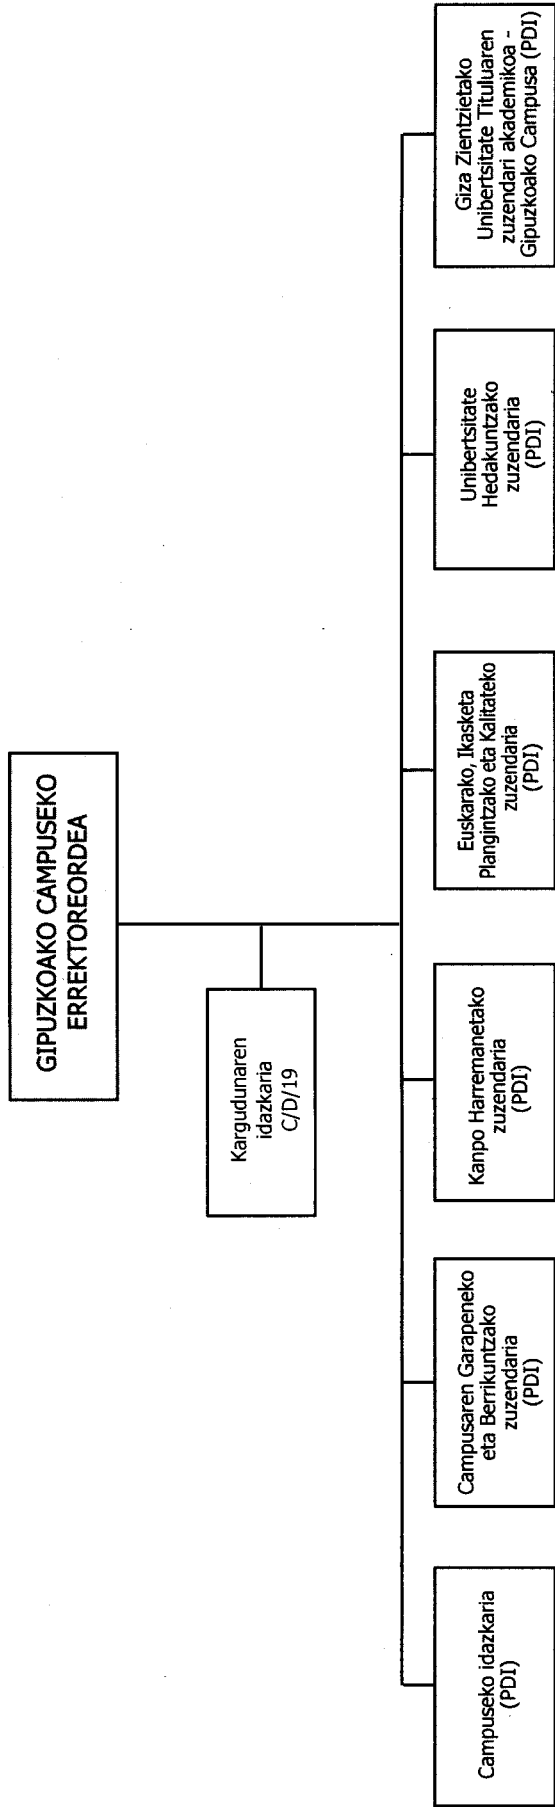 GIPUZKOAKO CAMPUSEKO
ERREKTOREORDEA
Kargudunaren
idazkaria
C/D/19
Campuseko idazkaria
(PDI)
Campusaren Garapeneko
eta Berrikuntzako
zuzendaria
(PDI)
Kanpo Harremanetako
zuzendaria
(PDI)
Euskarako, Ikasketa
Plangintzako eta Kalitateko
zuzendaria
(PDI)
Unibertsitate
Hedakuntzako
zuzendaria
(PDI)
Giza Zientzietako
Unibertsitate Tituluaren
zuzendari akademikoa -
Gipuzkoako Campusa (PDI)